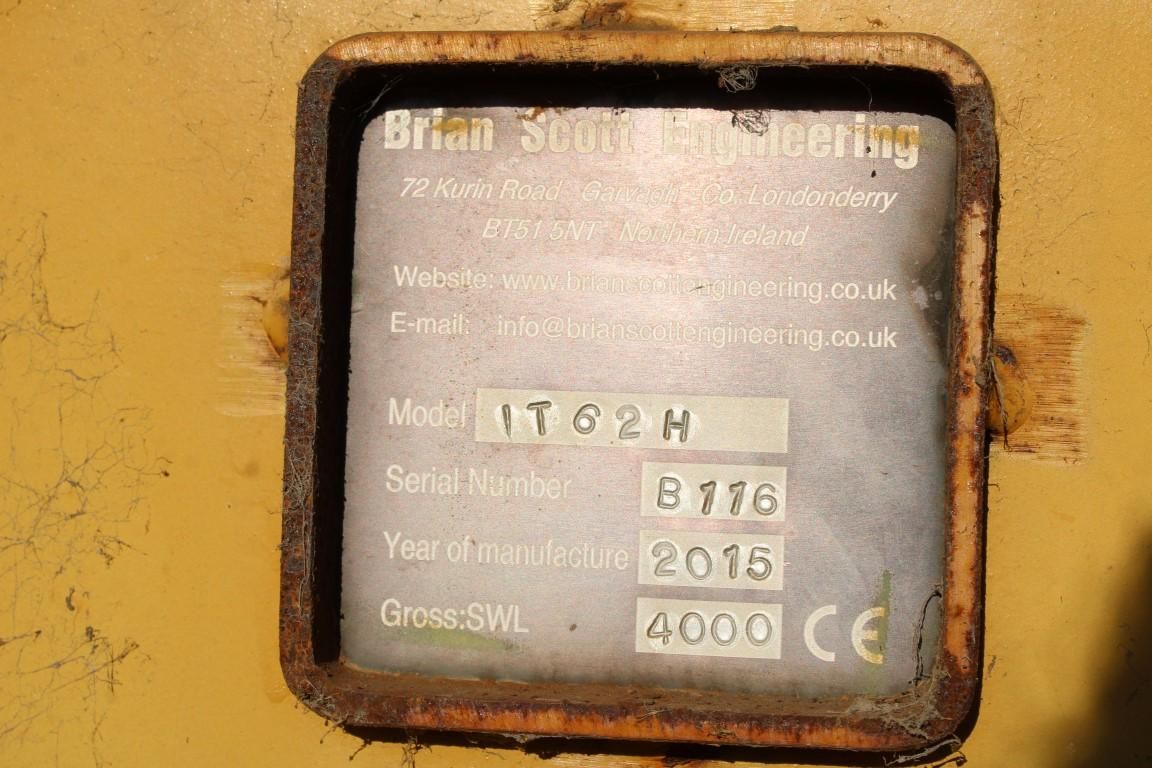 Brian Scott Engineering
72 Kurin Road Garvagh Co. Londonderry
BT51 5NT Northern Ireland
Website: www.brianscottengineering.co.uk
E-mail: info@brianscottengineering.co.uk
Model IT62H
Serial Number B116
Year of manufacture 2015
Gross:SWL 4000 CE